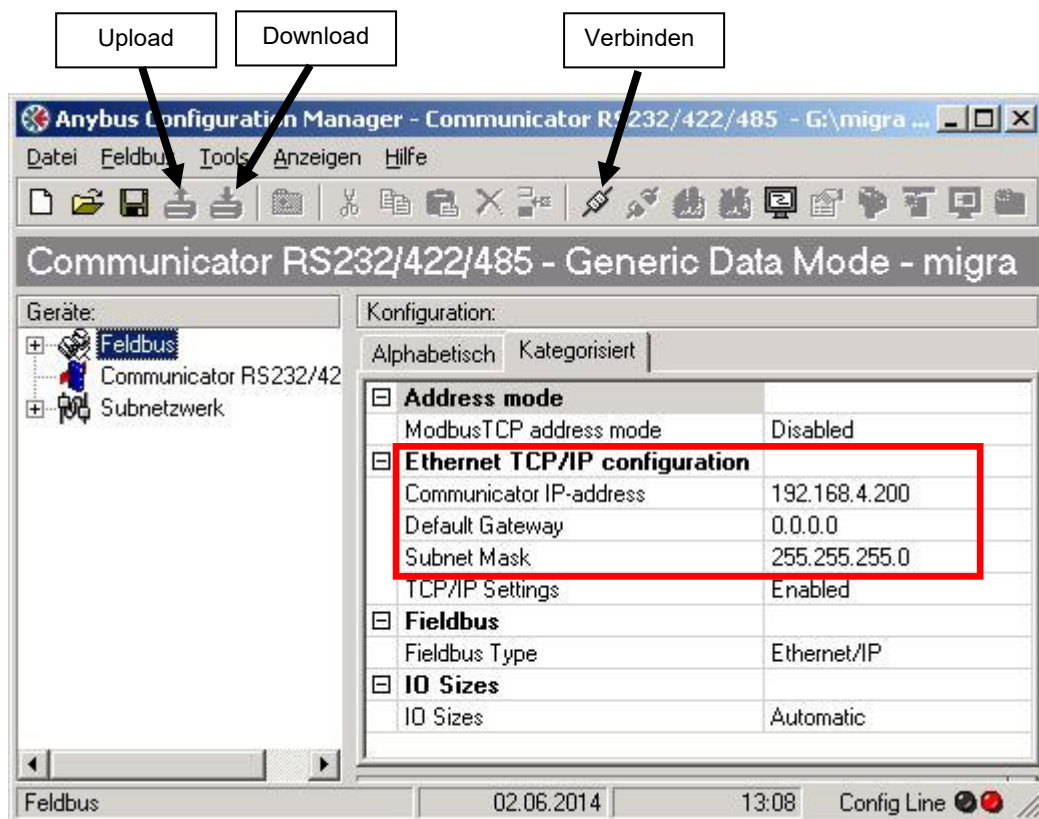 Upload
Download
Verbinden
Anybus Configuration Manager - Communicator RS232/422/485 - G:\migra ...
Datei Feldbus Tools Anzeigen Hilfe
Communicator RS232/422/485 - Generic Data Mode - migra
Geräte:
Feldbus
Communicator RS232/42
Subnetzwerk
Konfiguration:
Alphabetisch Kategorisiert
Address mode
ModbusTCP address mode Disabled
Ethernet TCP/IP configuration
Communicator IP-address 192.168.4.200
Default Gateway 0.0.0.0
Subnet Mask 255.255.255.0
TCP/IP Settings Enabled
Fieldbus
Fieldbus Type Ethernet/IP
IO Sizes
IO Sizes Automatic
Feldbus 02.06.2014 13:08 Config Line